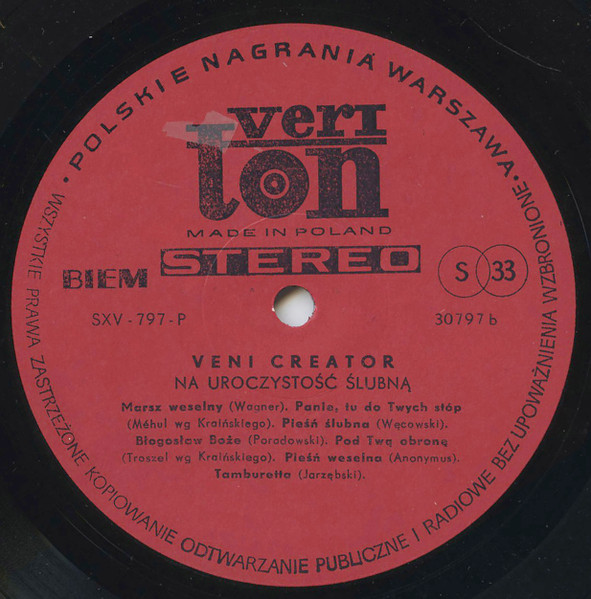 • POLSKIE NAGRANIA WARSZAWA •
veri
ton
MADE IN POLAND
STEREO
BIEM
S 33
SXV - 797 - P
30797 b
VENI CREATOR
NA UROCZYSTOŚĆ ŚLUBNĄ
Marsz weselny (Wagner). Panie, tu do Twych stóp
(Méhul wg Kraińskiego). Pieśń ślubna (Węcowski).
Błogosław Boże (Poradowski). Pod Twą obronę
(Troszel wg Kraińskiego). Pieśń weselna (Anonymus).
Tamburetta (Jarzębski).
WSZYSTKIE PRAWA ZASTRZEŻONE KOPIOWANIE ODTWARZANIE PUBLICZNE I RADIOWE BEZ UPOWAŻNIENIA WZBRONIONE